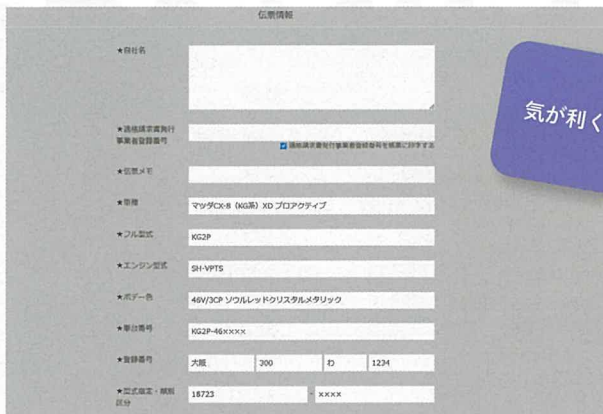 伝票情報
気が利く
★自社名
★適格請求書発行
事業者登録番号
適格請求書発行事業者登録番号を帳票に印字する
★伝票メモ
★車種
マツダCX-8（KG系）XD プロアクティブ
★フル型式
KG2P
★エンジン型式
SH-VPTS
★ボデー色
46V/3CP ソウルレッドクリスタルメタリック
★車台番号
KG2P-46××××
★登録番号
大阪 300 わ 1234
★型式指定・類別
区分
18723 - ××××